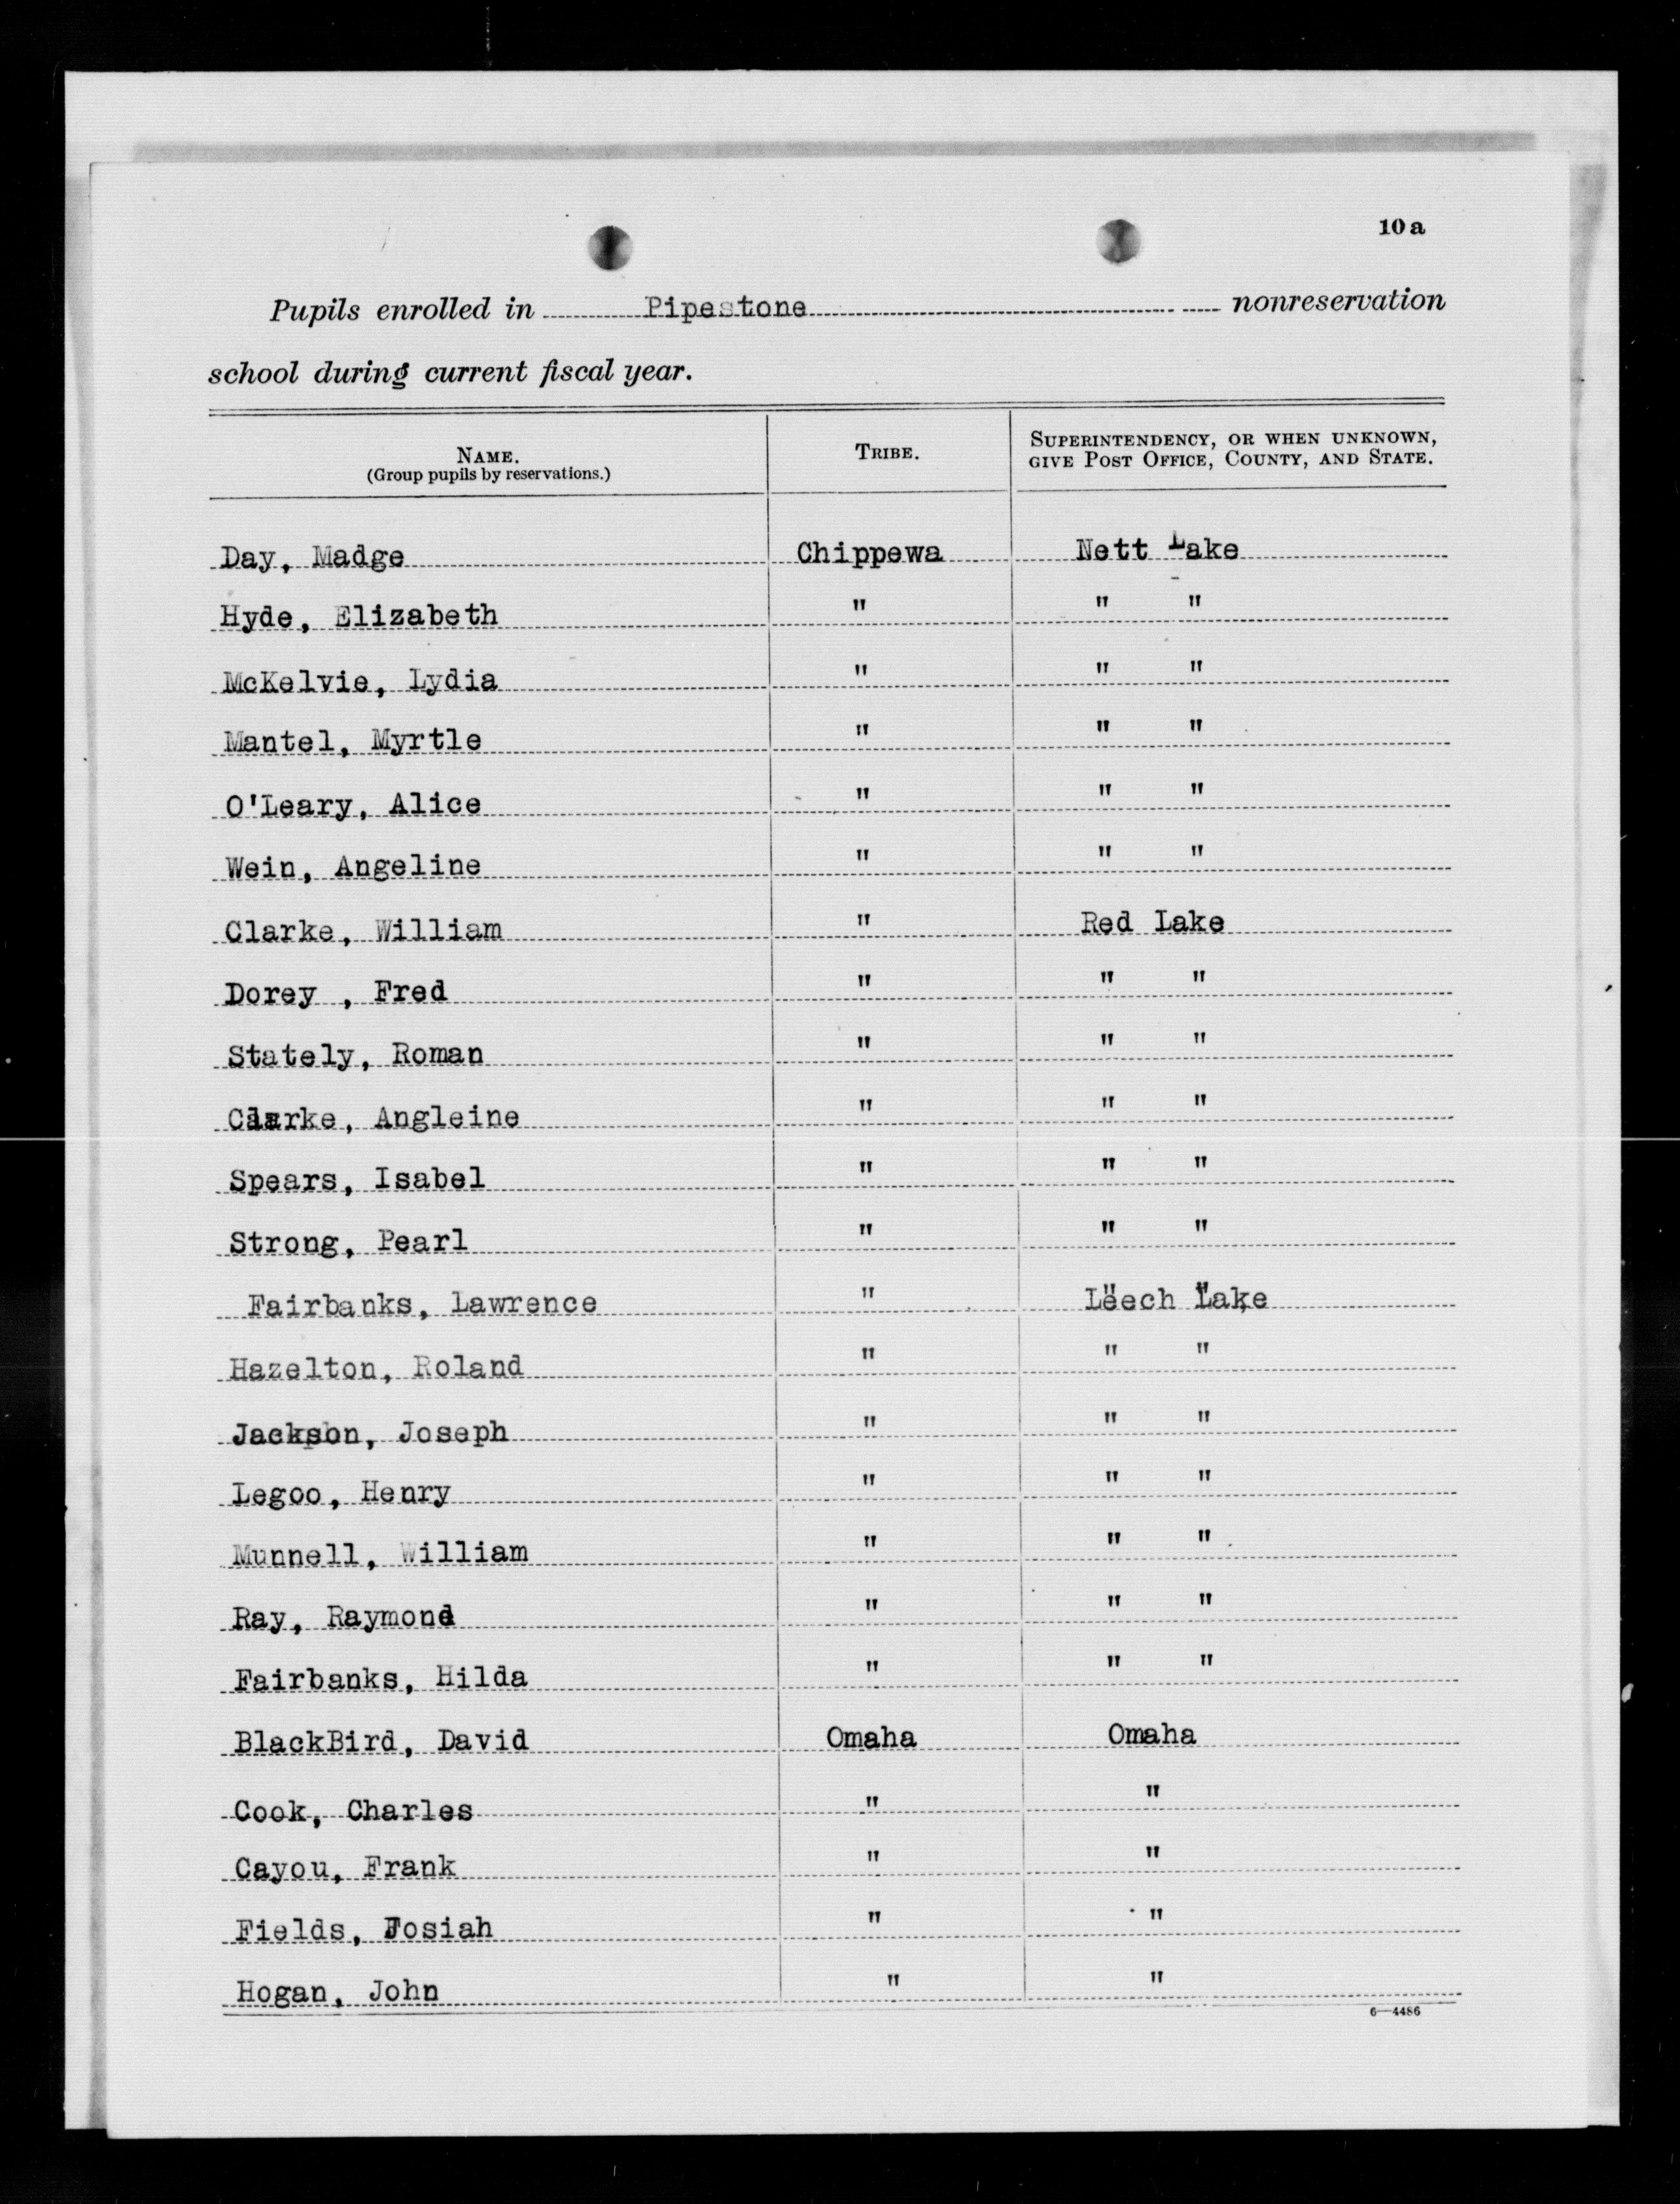 10 a
Pupils enrolled in Pipestone nonreservation
school during current fiscal year.
NAME. (Group pupils by reservations.) TRIBE. SUPERINTENDENCY, OR WHEN UNKNOWN, GIVE POST OFFICE, COUNTY, AND STATE.
Day, Madge Chippewa Nett Lake
Hyde, Elizabeth " " "
McKelvie, Lydia " " "
Mantel, Myrtle " " "
O'Leary, Alice " " "
Wein, Angeline " " "
Clarke, William " Red Lake
Dorey , Fred " " "
Stately, Roman " " "
Claarke, Angleine " " "
Spears, Isabel " " "
Strong, Pearl " " "
Fairbanks, Lawrence " Leech Lake
Hazelton, Roland " " "
Jackson, Joseph " " "
Legoo, Henry " " "
Munnell, William " " "
Ray, Raymond " " "
Fairbanks, Hilda " " "
BlackBird, David Omaha Omaha
Cook, Charles " "
Cayou, Frank " "
Fields, Josiah " "
Hogan, John " "
6—4486